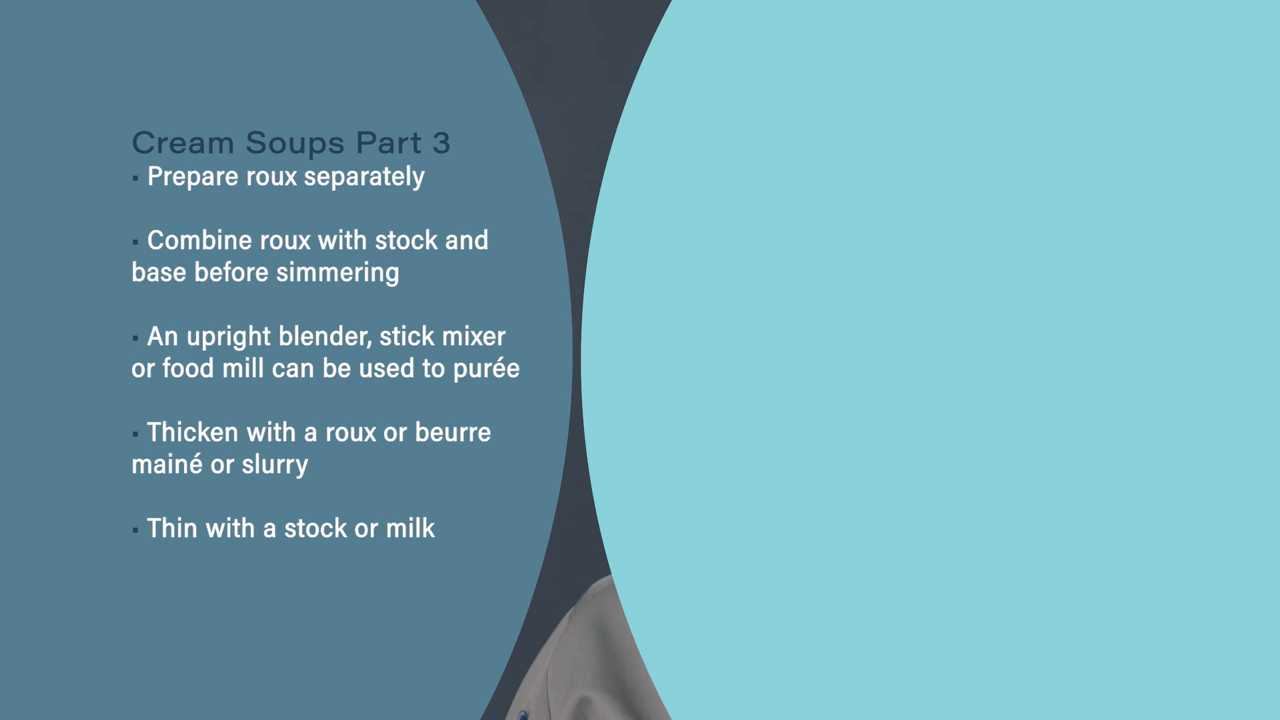 Cream Soups Part 3
▪ Prepare roux separately
▪ Combine roux with stock and
base before simmering
▪ An upright blender, stick mixer
or food mill can be used to purée
▪ Thicken with a roux or beurre
mainé or slurry
▪ Thin with a stock or milk